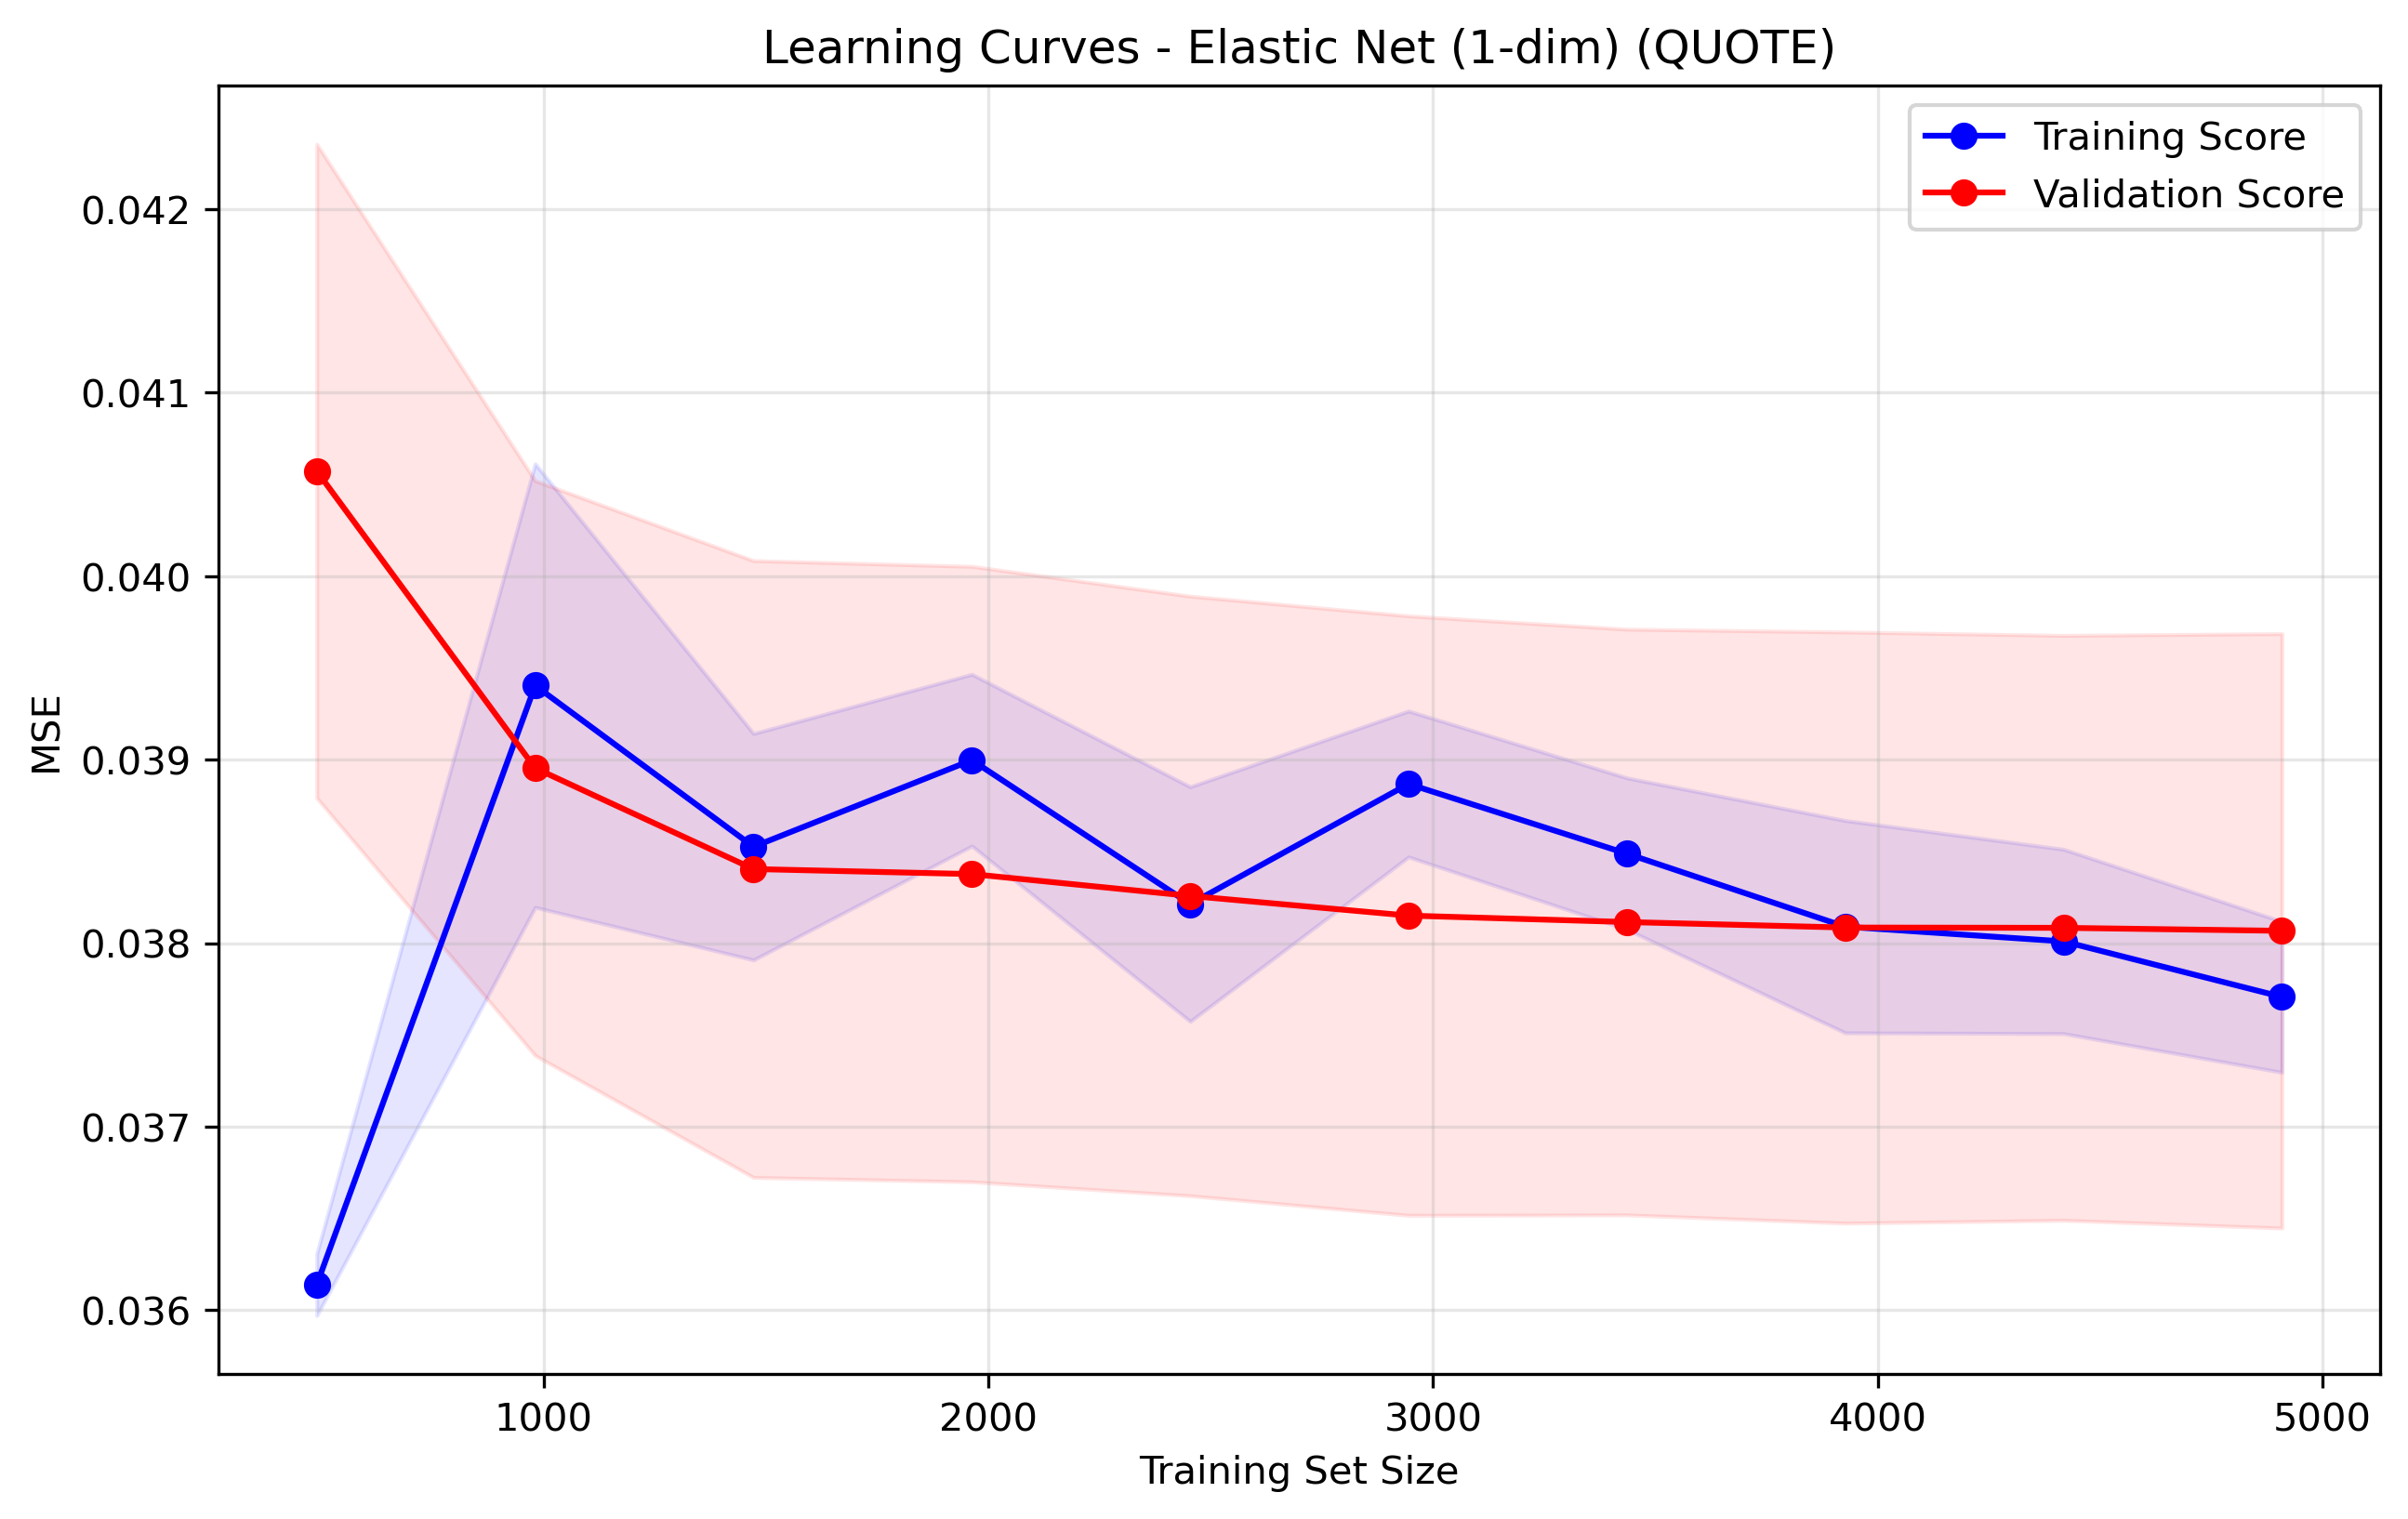 Learning Curves - Elastic Net (1-dim) (QUOTE)
Training Score
Validation Score
0.042
0.041
0.040
0.039
0.038
0.037
0.036
MSE
1000 2000 3000 4000 5000
Training Set Size